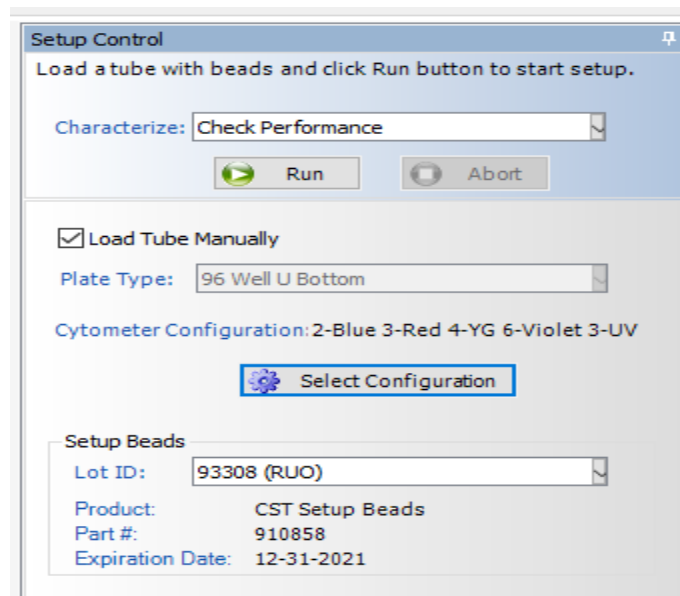 Setup Control
Load a tube with beads and click Run button to start setup.
Characterize: Check Performance
Run Abort
Load Tube Manually
Plate Type: 96 Well U Bottom
Cytometer Configuration: 2-Blue 3-Red 4-YG 6-Violet 3-UV
Select Configuration
Setup Beads
Lot ID: 93308 (RUO)
Product: CST Setup Beads
Part #: 910858
Expiration Date: 12-31-2021